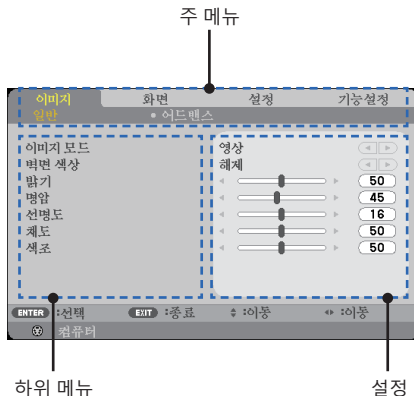 주 메뉴
이미지 화면 설정 기능설정
일반 • 어드밴스
이미지 모드 영상
벽면 색상 해제
밝기 50
명암 45
선명도 16
채도 50
색조 50
ENTER :선택 EXIT :종료 :이동 :이동
컴퓨터
하위 메뉴 설정